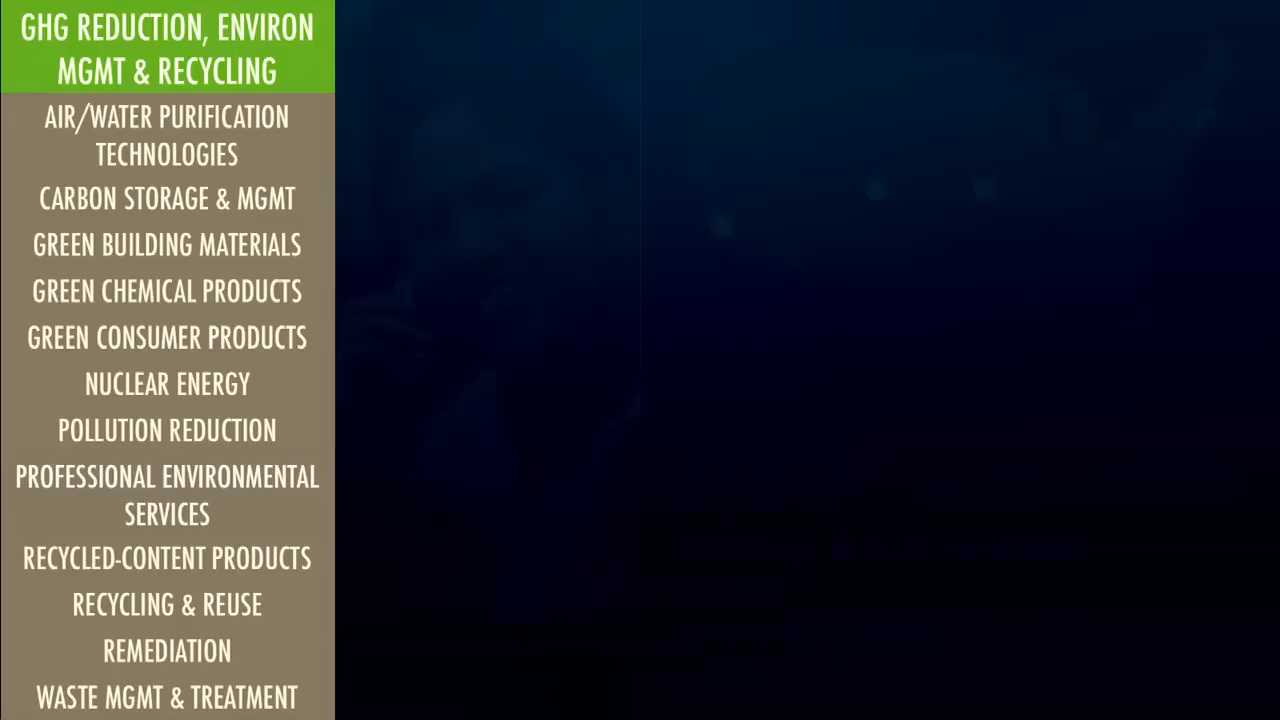 GHG REDUCTION, ENVIRON
MGMT & RECYCLING
AIR/WATER PURIFICATION
TECHNOLOGIES
CARBON STORAGE & MGMT
GREEN BUILDING MATERIALS
GREEN CHEMICAL PRODUCTS
GREEN CONSUMER PRODUCTS
NUCLEAR ENERGY
POLLUTION REDUCTION
PROFESSIONAL ENVIRONMENTAL
SERVICES
RECYCLED-CONTENT PRODUCTS
RECYCLING & REUSE
REMEDIATION
WASTE MGMT & TREATMENT